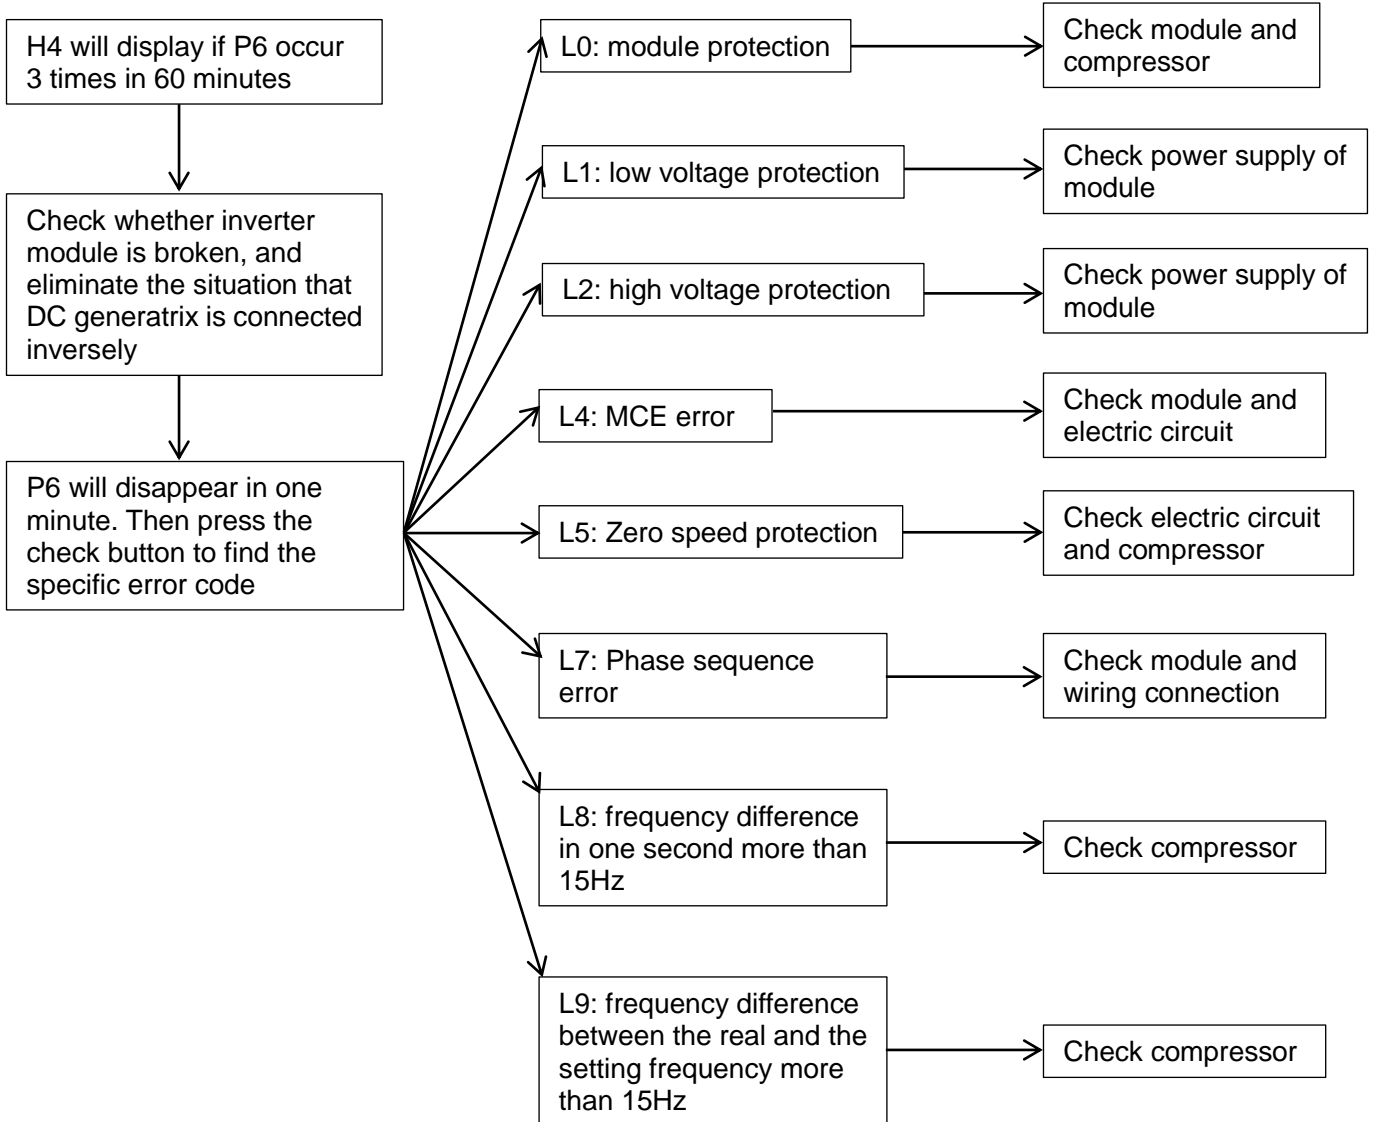 H4 will display if P6 occur
3 times in 60 minutes
Check whether inverter
module is broken, and
eliminate the situation that
DC generatrix is connected
inversely
P6 will disappear in one
minute. Then press the
check button to find the
specific error code
L0: module protection
Check module and
compressor
L1: low voltage protection
Check power supply of
module
L2: high voltage protection
Check power supply of
module
L4: MCE error
Check module and
electric circuit
L5: Zero speed protection
Check electric circuit
and compressor
L7: Phase sequence
error
Check module and
wiring connection
L8: frequency difference
in one second more than
15Hz
Check compressor
L9: frequency difference
between the real and the
setting frequency more
than 15Hz
Check compressor